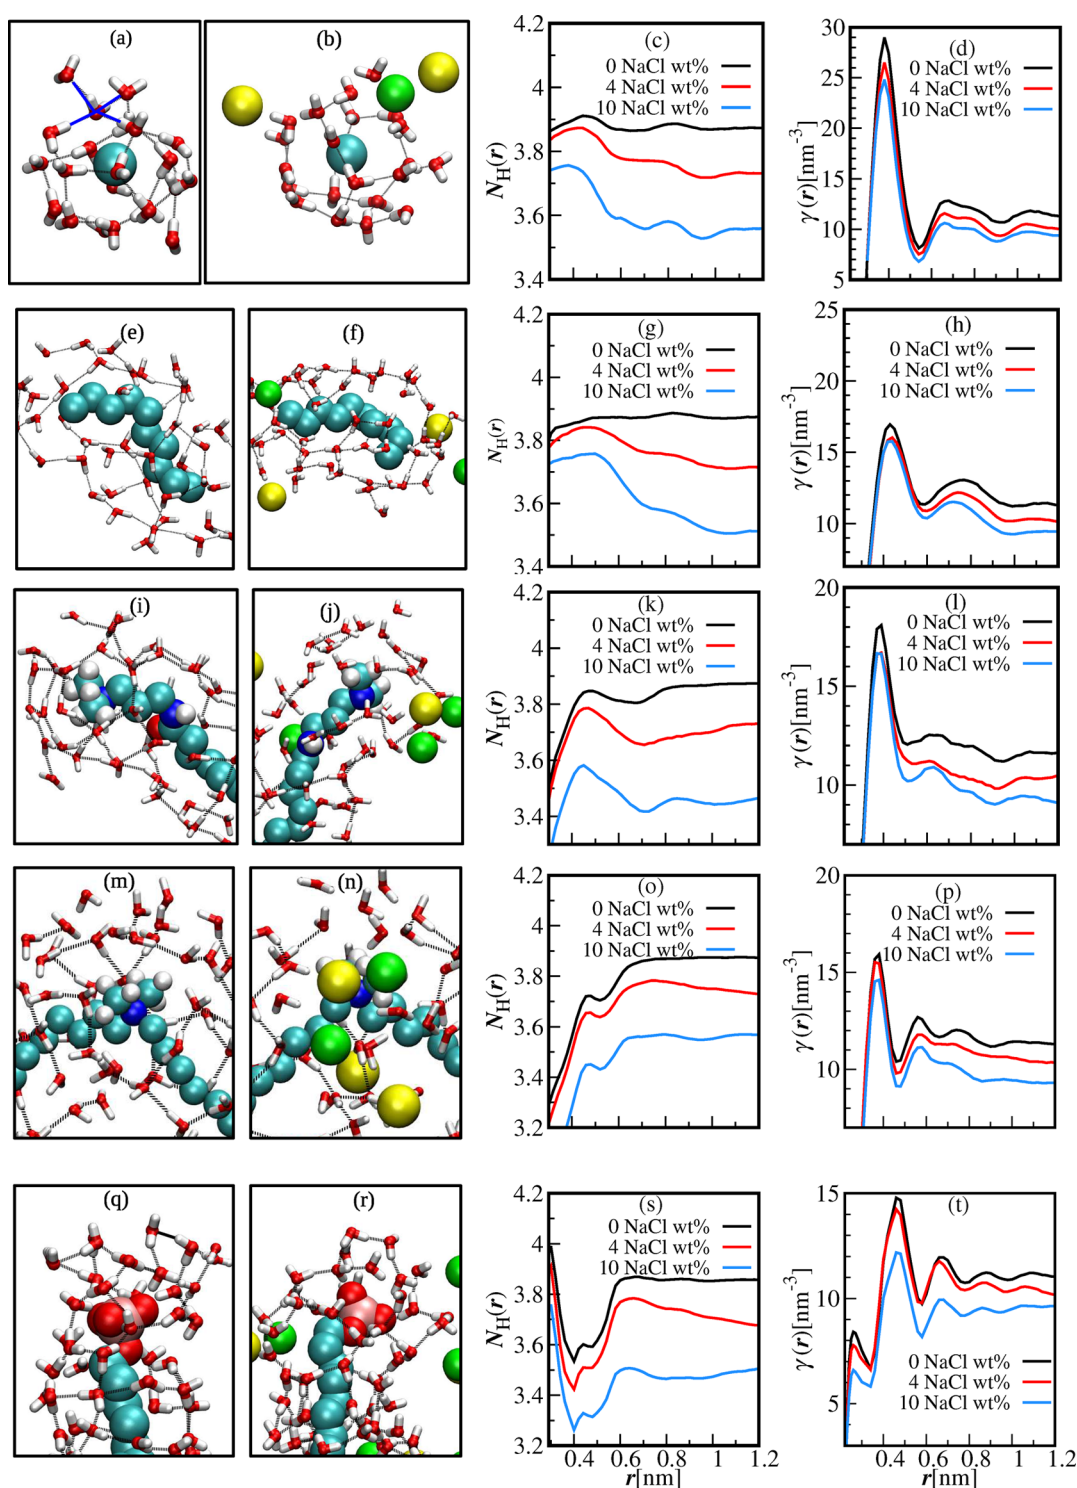 (a)
(b)
(c)
0 NaCl wt%
4 NaCl wt%
10 NaCl wt%
4.2
4
3.8
3.6
3.4
N_H(r)
(d)
0 NaCl wt%
4 NaCl wt%
10 NaCl wt%
30
25
20
15
10
5
γ(r)[nm⁻³]
(e)
(f)
(g)
0 NaCl wt%
4 NaCl wt%
10 NaCl wt%
4.2
4
3.8
3.6
3.4
N_H(r)
(h)
0 NaCl wt%
4 NaCl wt%
10 NaCl wt%
25
20
15
10
γ(r)[nm⁻³]
(i)
(j)
(k)
0 NaCl wt%
4 NaCl wt%
10 NaCl wt%
4.2
4
3.8
3.6
3.4
N_H(r)
(l)
0 NaCl wt%
4 NaCl wt%
10 NaCl wt%
20
15
10
γ(r)[nm⁻³]
(m)
(n)
(o)
0 NaCl wt%
4 NaCl wt%
10 NaCl wt%
4.2
4
3.8
3.6
3.4
3.2
N_H(r)
(p)
0 NaCl wt%
4 NaCl wt%
10 NaCl wt%
20
15
10
γ(r)[nm⁻³]
(q)
(r)
(s)
0 NaCl wt%
4 NaCl wt%
10 NaCl wt%
4.2
4
3.8
3.6
3.4
3.2
N_H(r)
0.4 0.6 0.8 1 1.2
r[nm]
(t)
0 NaCl wt%
4 NaCl wt%
10 NaCl wt%
15
10
5
γ(r)[nm⁻³]
0.4 0.6 0.8 1 1.2
r[nm]